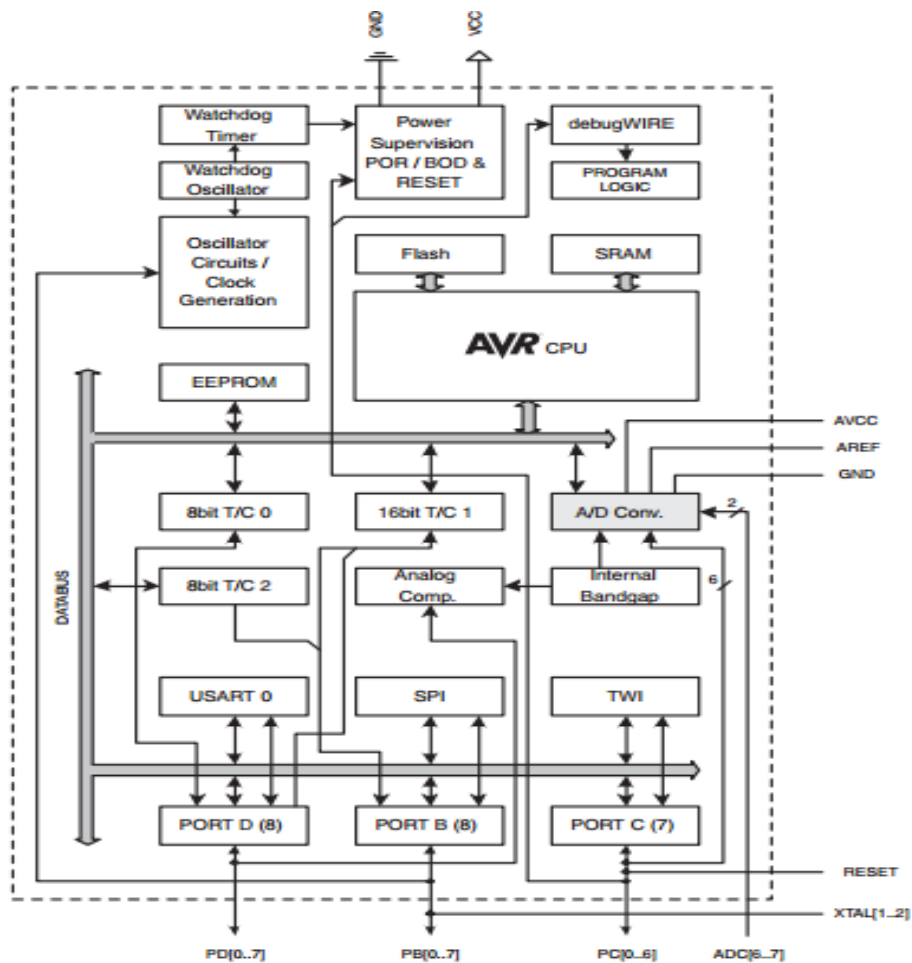 GND
VCC
Watchdog
Timer
Power
Supervision
POR / BOD &
RESET
debugWIRE
Watchdog
Oscillator
PROGRAM
LOGIC
Oscillator
Circuits /
Clock
Generation
Flash
SRAM
AVR CPU
EEPROM
AVCC
AREF
GND
8bit T/C 0
16bit T/C 1
A/D Conv.
2
8bit T/C 2
Analog
Comp.
Internal
Bandgap
6
DATABUS
USART 0
SPI
TWI
PORT D (8)
PORT B (8)
PORT C (7)
RESET
XTAL[1..2]
PD[0..7]
PB[0..7]
PC[0..6]
ADC[6..7]